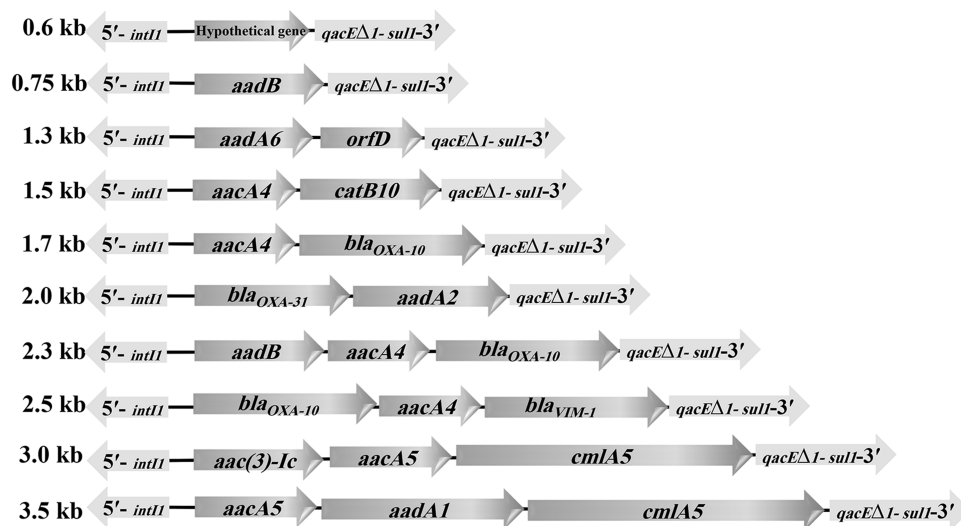 0.6 kb 5′- intI1 Hypothetical gene qacEΔ1- sul1-3′
0.75 kb 5′- intI1 aadB qacEΔ1- sul1-3′
1.3 kb 5′- intI1 aadA6 orfD qacEΔ1- sul1-3′
1.5 kb 5′- intI1 aacA4 catB10 qacEΔ1- sul1-3′
1.7 kb 5′- intI1 aacA4 blaOXA-10 qacEΔ1- sul1-3′
2.0 kb 5′- intI1 blaOXA-31 aadA2 qacEΔ1- sul1-3′
2.3 kb 5′- intI1 aadB aacA4 blaOXA-10 qacEΔ1- sul1-3′
2.5 kb 5′- intI1 blaOXA-10 aacA4 blaVIM-1 qacEΔ1- sul1-3′
3.0 kb 5′- intI1 aac(3)-Ic aacA5 cmlA5 qacEΔ1- sul1-3′
3.5 kb 5′- intI1 aacA5 aadA1 cmlA5 qacEΔ1- sul1-3′